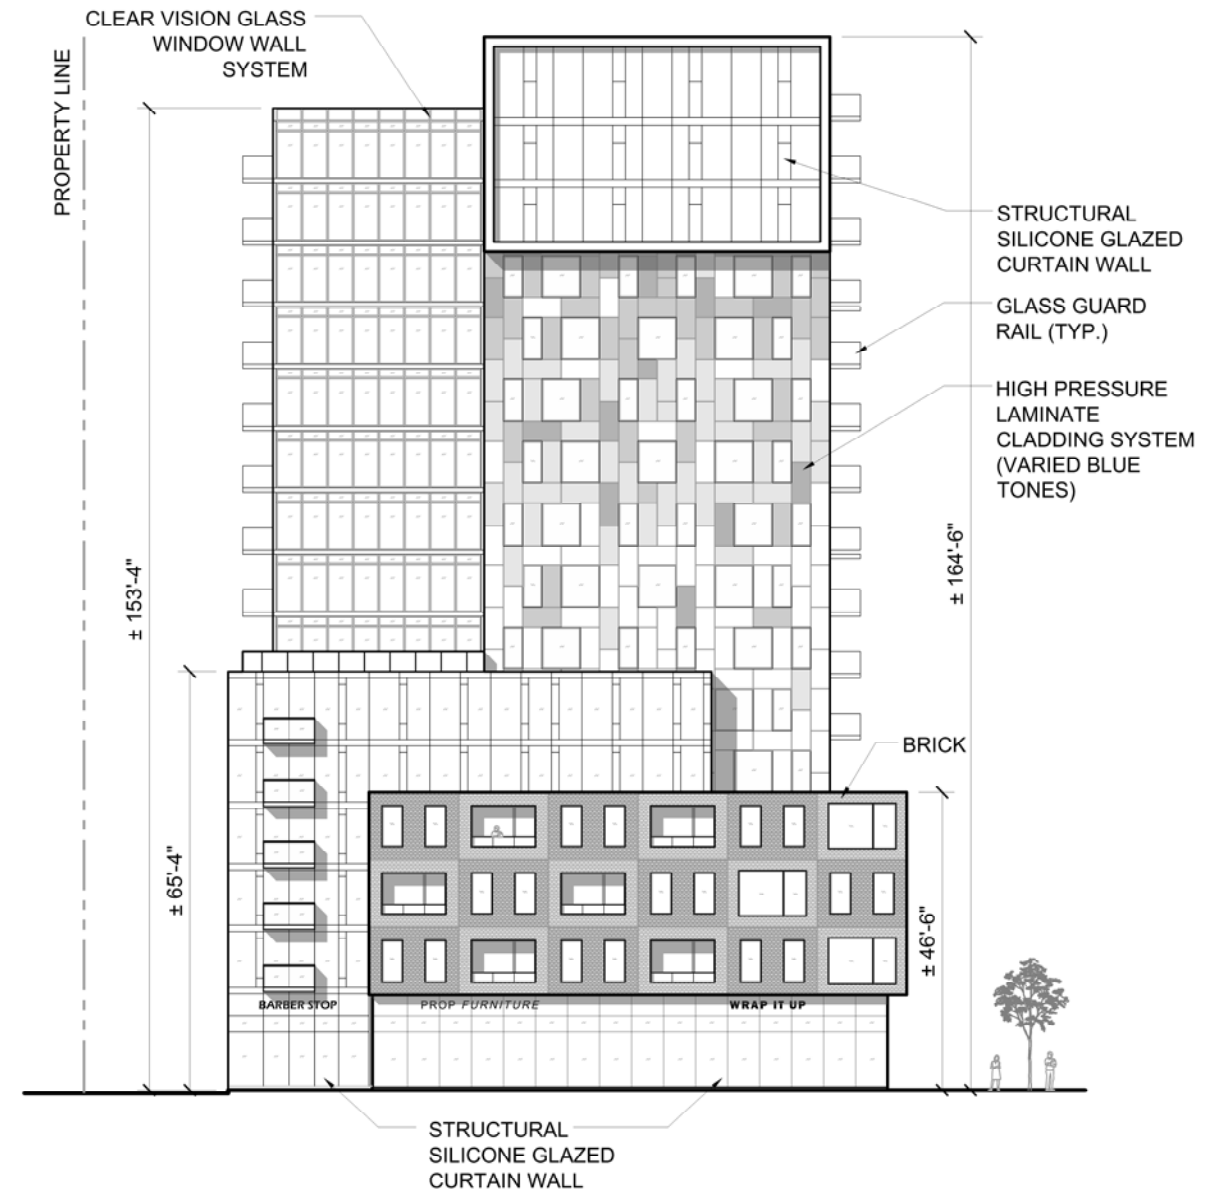 CLEAR VISION GLASS
WINDOW WALL
SYSTEM
PROPERTY LINE
± 153'-4"
± 65'-4"
STRUCTURAL
SILICONE GLAZED
CURTAIN WALL
GLASS GUARD
RAIL (TYP.)
HIGH PRESSURE
LAMINATE
CLADDING SYSTEM
(VARIED BLUE
TONES)
± 164'-6"
BRICK
± 46'-6"
BARBER STOP
PROP FURNITURE
WRAP IT UP
STRUCTURAL
SILICONE GLAZED
CURTAIN WALL